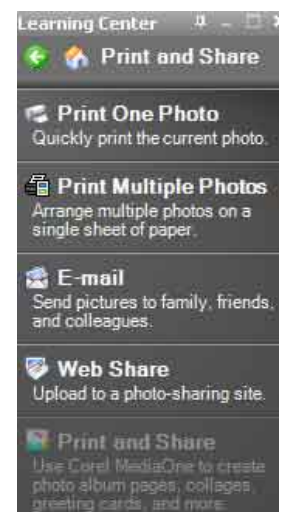 Learning Center
Print and Share
Print One Photo
Quickly print the current photo.
Print Multiple Photos
Arrange multiple photos on a
single sheet of paper.
E-mail
Send pictures to family, friends,
and colleagues.
Web Share
Upload to a photo-sharing site.
Print and Share
Use Corel MediaOne to create
photo album pages, collages,
greeting cards, and more.